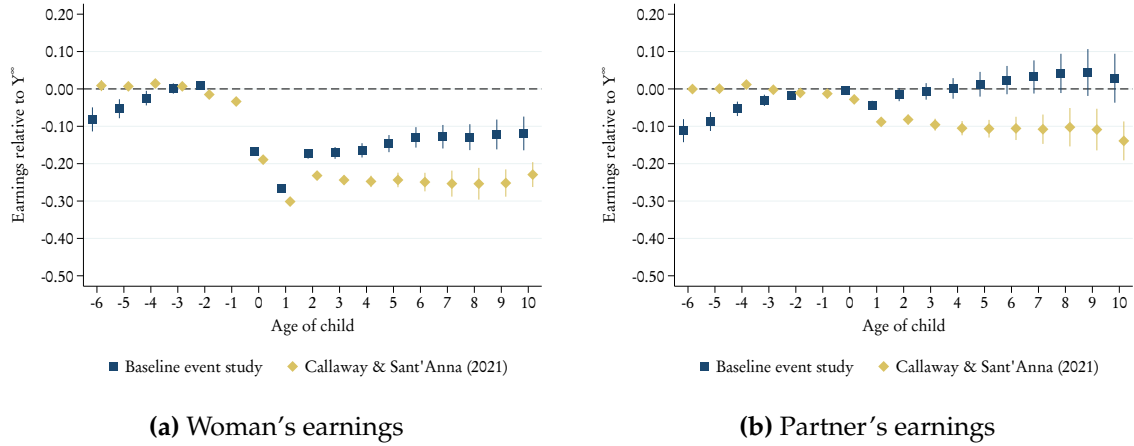 0.20
0.10
0.00
-0.10
-0.20
-0.30
-0.40
-0.50
Earnings relative to Y∞
-6 -5 -4 -3 -2 -1 0 1 2 3 4 5 6 7 8 9 10
Age of child
Baseline event study Callaway & Sant'Anna (2021)
(a) Woman's earnings
0.20
0.10
0.00
-0.10
-0.20
-0.30
-0.40
-0.50
Earnings relative to Y∞
-6 -5 -4 -3 -2 -1 0 1 2 3 4 5 6 7 8 9 10
Age of child
Baseline event study Callaway & Sant'Anna (2021)
(b) Partner's earnings